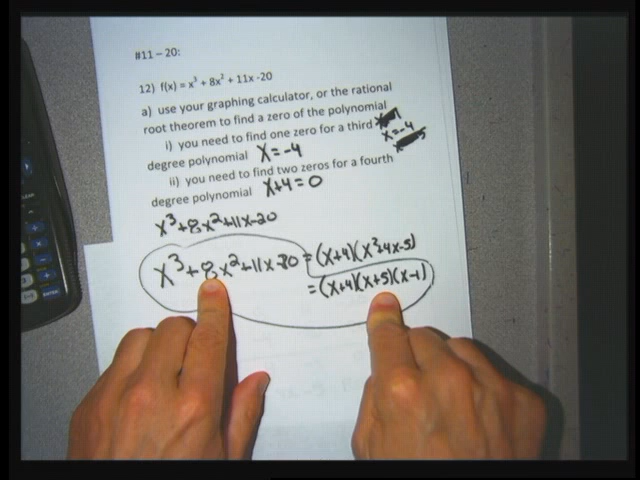 #11 – 20:
12) f(x) = x³ + 8x² + 11x -20
a) use your graphing calculator, or the rational
root theorem to find a zero of the polynomial
i) you need to find one zero for a third
x=-4
degree polynomial x=-4
ii) you need to find two zeros for a fourth
degree polynomial x+4=0
x³+8x²+11x-20
x³+8x²+11x-20 = (x+4)(x²+4x-5)
= (x+4)(x+5)(x-1)